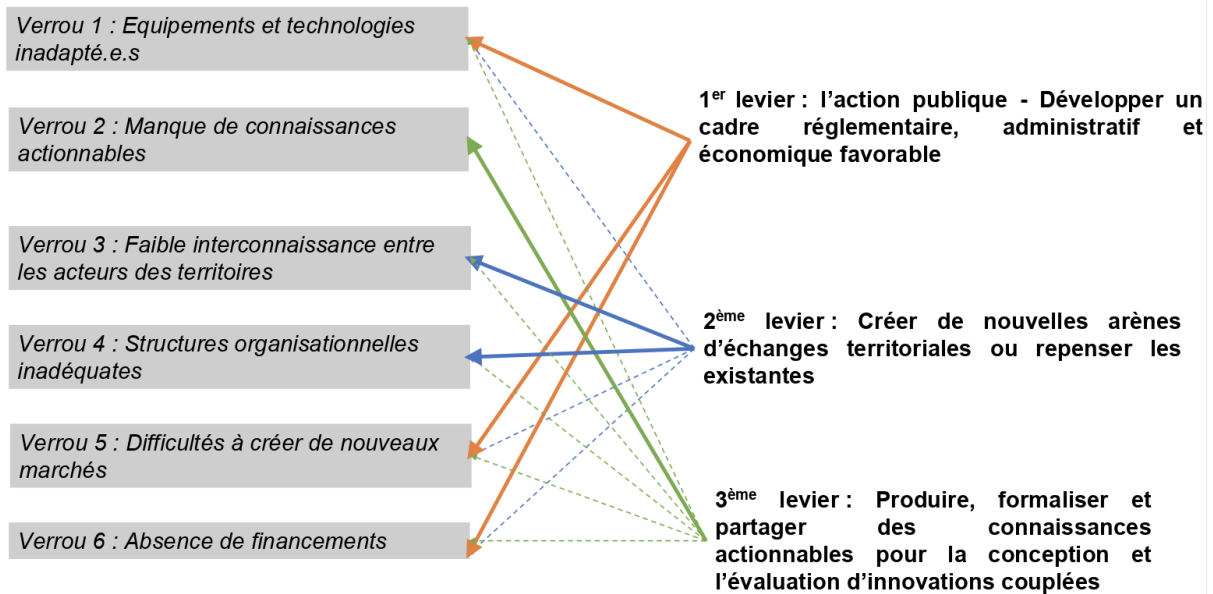 Verrou 1 : Equipements et technologies
inadapté.e.s
Verrou 2 : Manque de connaissances
actionnables
Verrou 3 : Faible interconnaissance entre
les acteurs des territoires
Verrou 4 : Structures organisationnelles
inadéquates
Verrou 5 : Difficultés à créer de nouveaux
marchés
Verrou 6 : Absence de financements
1er levier : l’action publique - Développer un
cadre réglementaire, administratif et
économique favorable
2ème levier : Créer de nouvelles arènes
d’échanges territoriales ou repenser les
existantes
3ème levier : Produire, formaliser et
partager des connaissances
actionnables pour la conception et
l’évaluation d’innovations couplées